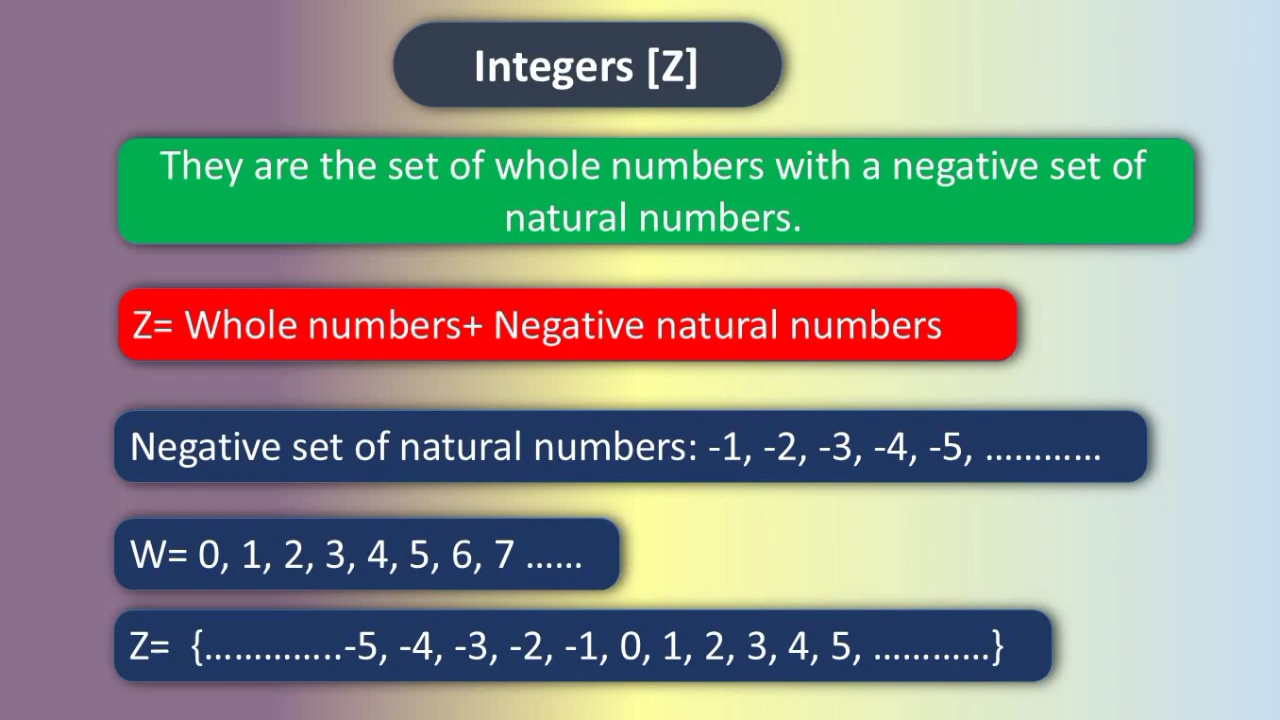 Integers [Z]
They are the set of whole numbers with a negative set of
natural numbers.
Z= Whole numbers+ Negative natural numbers
Negative set of natural numbers: -1, -2, -3, -4, -5, …………
W= 0, 1, 2, 3, 4, 5, 6, 7 ……
Z=  {…………..-5, -4, -3, -2, -1, 0, 1, 2, 3, 4, 5, …………}